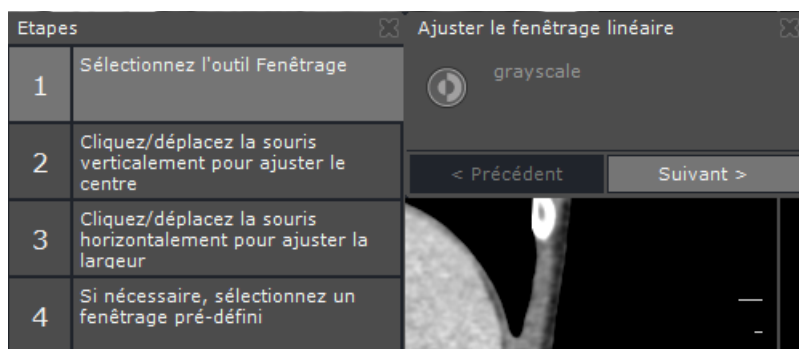 Etapes
1
Sélectionnez l'outil Fenêtrage
2
Cliquez/déplacez la souris
verticalement pour ajuster le
centre
3
Cliquez/déplacez la souris
horizontalement pour ajuster la
largeur
4
Si nécessaire, sélectionnez un
fenêtrage pré-défini
Ajuster le fenêtrage linéaire
grayscale
< Précédent
Suivant >